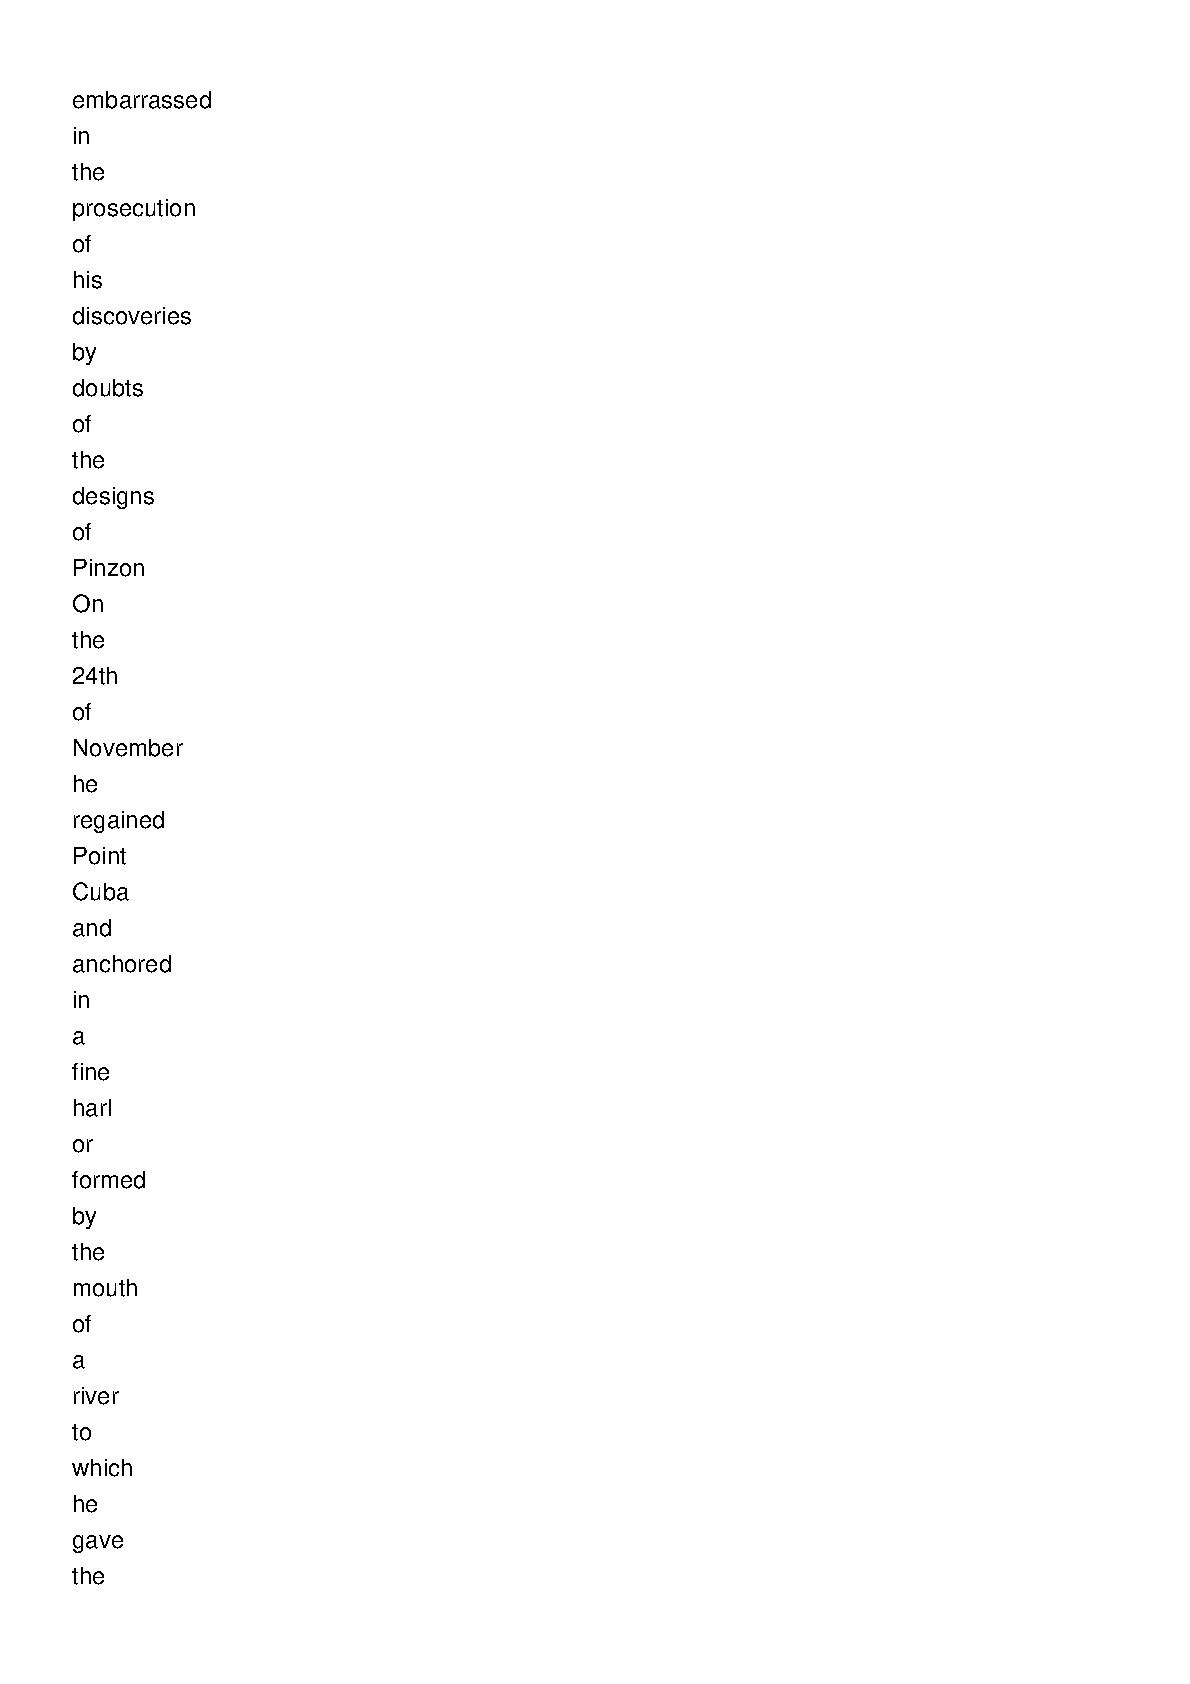 embarrassed
in
the
prosecution
of
his
discoveries
by
doubts
of
the
designs
of
Pinzon
On
the
24th
of
November
he
regained
Point
Cuba
and
anchored
in
a
fine
harl
or
formed
by
the
mouth
of
a
river
to
which
he
gave
the